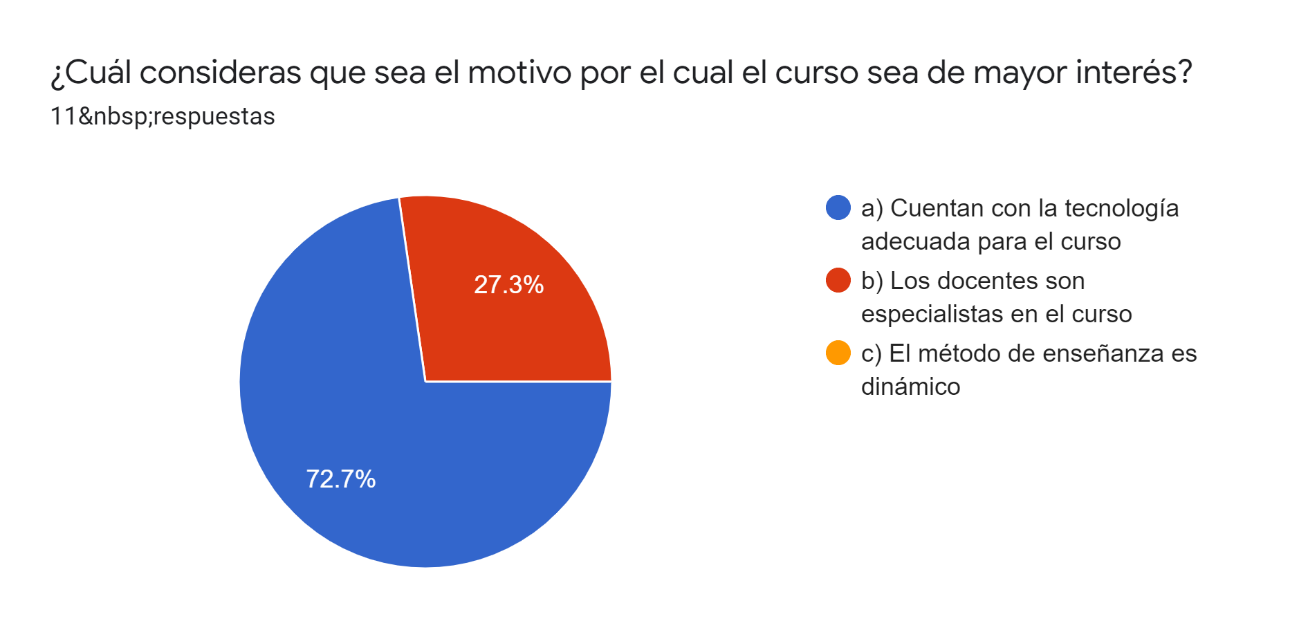 ¿Cuál consideras que sea el motivo por el cual el curso sea de mayor interés?
11&nbsp;respuestas
27.3%
72.7%
a) Cuentan con la tecnología
adecuada para el curso
b) Los docentes son
especialistas en el curso
c) El método de enseñanza es
dinámico